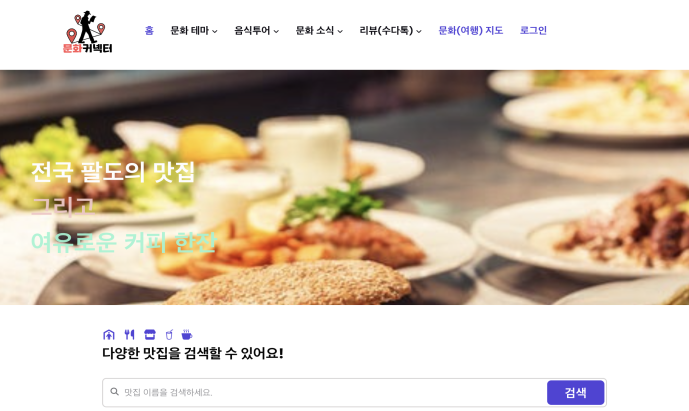 문화커넥터
홈 문화 테마 음식투어 문화 소식 리뷰(수다톡) 문화(여행) 지도 로그인
전국 팔도의 맛집
그리고
여유로운 커피 한잔
다양한 맛집을 검색할 수 있어요!
맛집 이름을 검색하세요. 검색